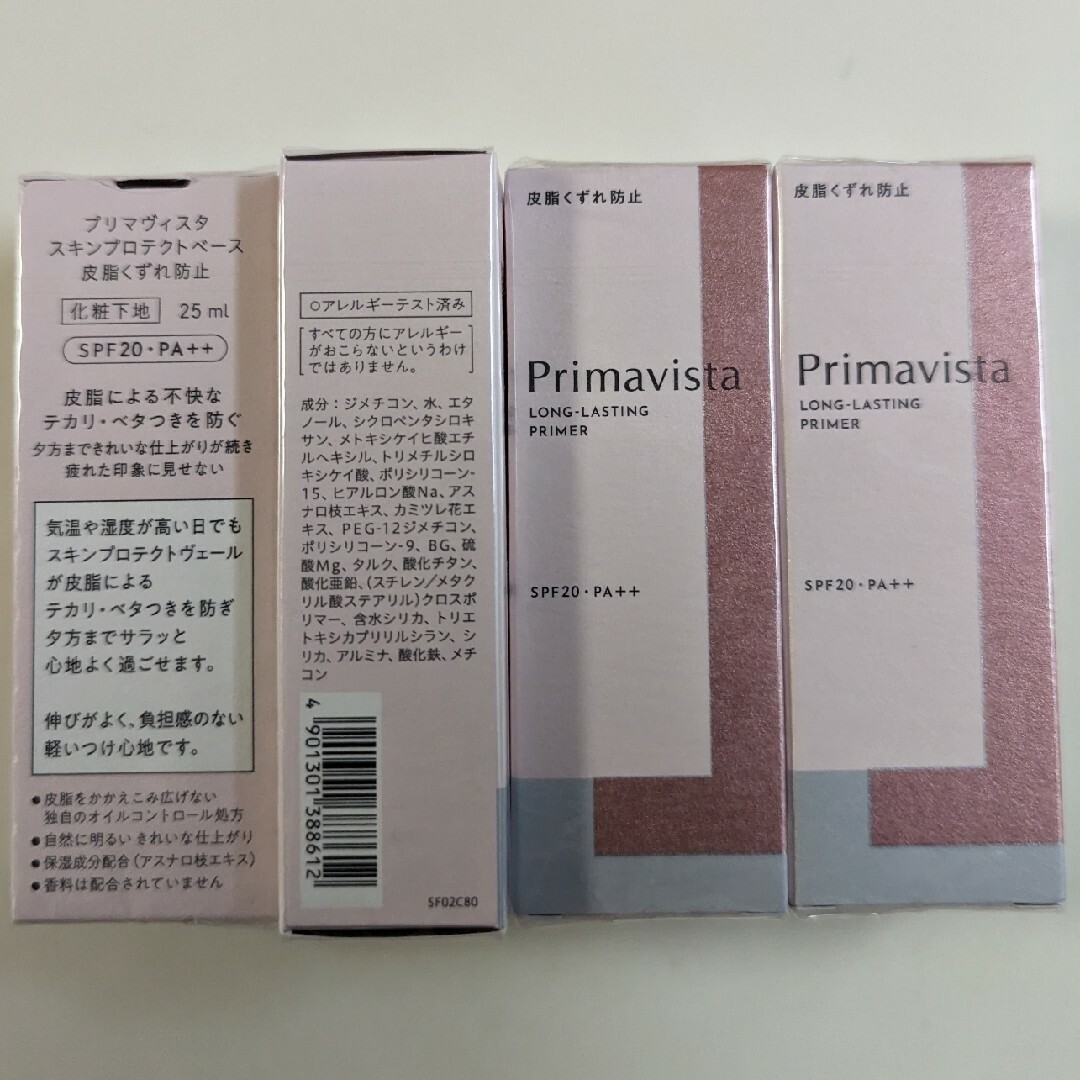 プリマヴィスタ
スキンプロテクトベース
皮脂くずれ防止
化粧下地 25 ml
SPF20・PA++
皮脂による不快な
テカリ・ベタつきを防ぐ
夕方まできれいな仕上がりが続き
疲れた印象に見せない
気温や湿度が高い日でも
スキンプロテクトヴェール
が皮脂による
テカリ・ベタつきを防ぎ
夕方までサラッと
心地よく過ごせます。
伸びがよく、負担感のない
軽いつけ心地です。
●皮脂をかかえこみ広げない
独自のオイルコントロール処方
●自然に明るい きれいな仕上がり
●保湿成分配合(アスナロ枝エキス)
●香料は配合されていません
○アレルギーテスト済み
すべての方にアレルギー
がおこらないというわけ
ではありません。
成分:ジメチコン、水、エタ
ノール、シクロペンタシロキ
サン、メトキシケイヒ酸エチ
ルヘキシル、トリメチルシロ
キシケイ酸、ポリシリコーン-
15、ヒアルロン酸Na、アス
ナロ枝エキス、カミツレ花エ
キス、PEG-12ジメチコン、
ポリシリコーン-9、BG、硫
酸Mg、タルク、酸化チタン、
酸化亜鉛、(スチレン/メタク
リル酸ステアリル)クロスポ
リマー、含水シリカ、トリエ
トキシカプリリルシラン、シ
リカ、アルミナ、酸化鉄、メチ
コン
4 901301 388612
SF02C80
皮脂くずれ防止
Primavista
LONG-LASTING
PRIMER
SPF20・PA++
皮脂くずれ防止
Primavista
LONG-LASTING
PRIMER
SPF20・PA++